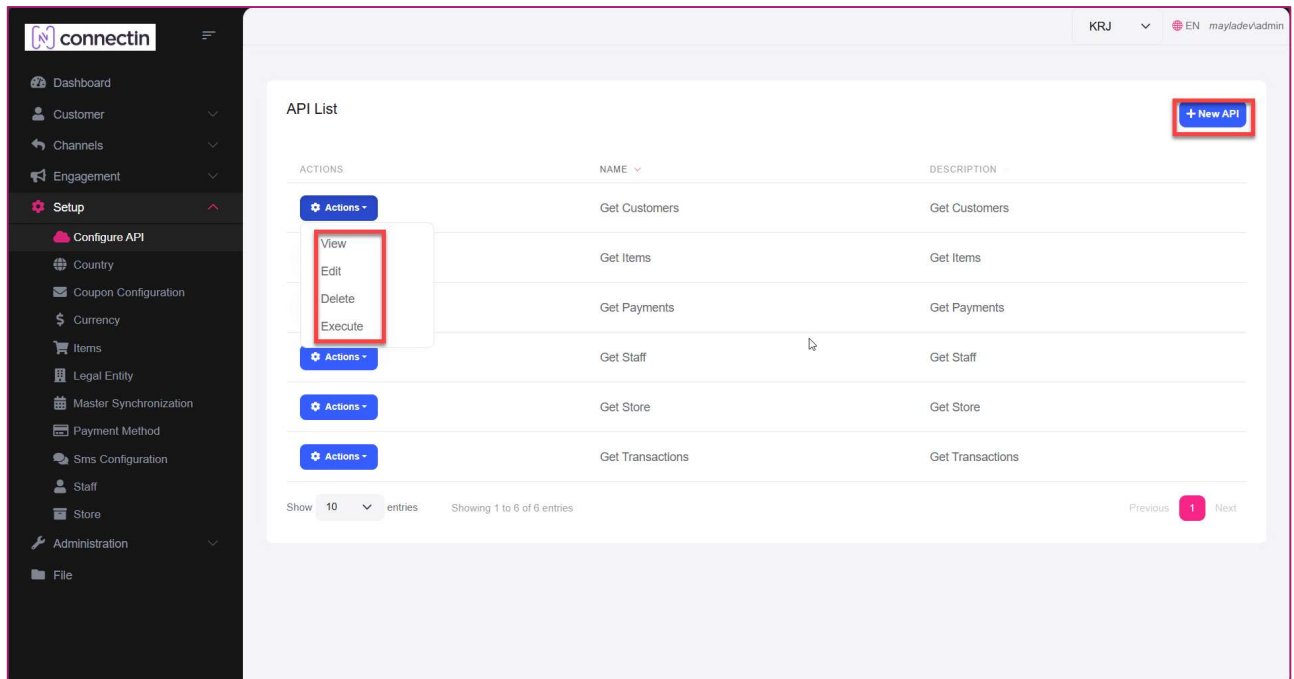 connectin
KRJ
EN mayladev\admin
Dashboard
Customer
Channels
Engagement
Setup
Configure API
Country
Coupon Configuration
$ Currency
Items
Legal Entity
Master Synchronization
Payment Method
Sms Configuration
Staff
Store
Administration
File
API List
+ New API
ACTIONS NAME DESCRIPTION
Actions Get Customers Get Customers
View
Edit
Delete
Execute
Get Items Get Items
Get Payments Get Payments
Actions Get Staff Get Staff
Actions Get Store Get Store
Actions Get Transactions Get Transactions
Show 10 entries Showing 1 to 6 of 6 entries
Previous 1 Next